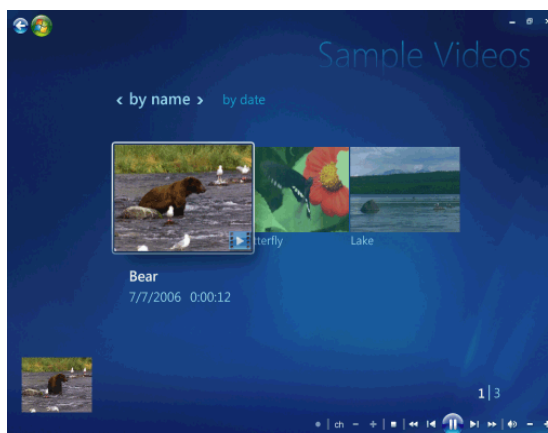 Sample Videos
‹ by name › by date
tterfly
Lake
Bear
7/7/2006 0:00:12
1|3
ch - +